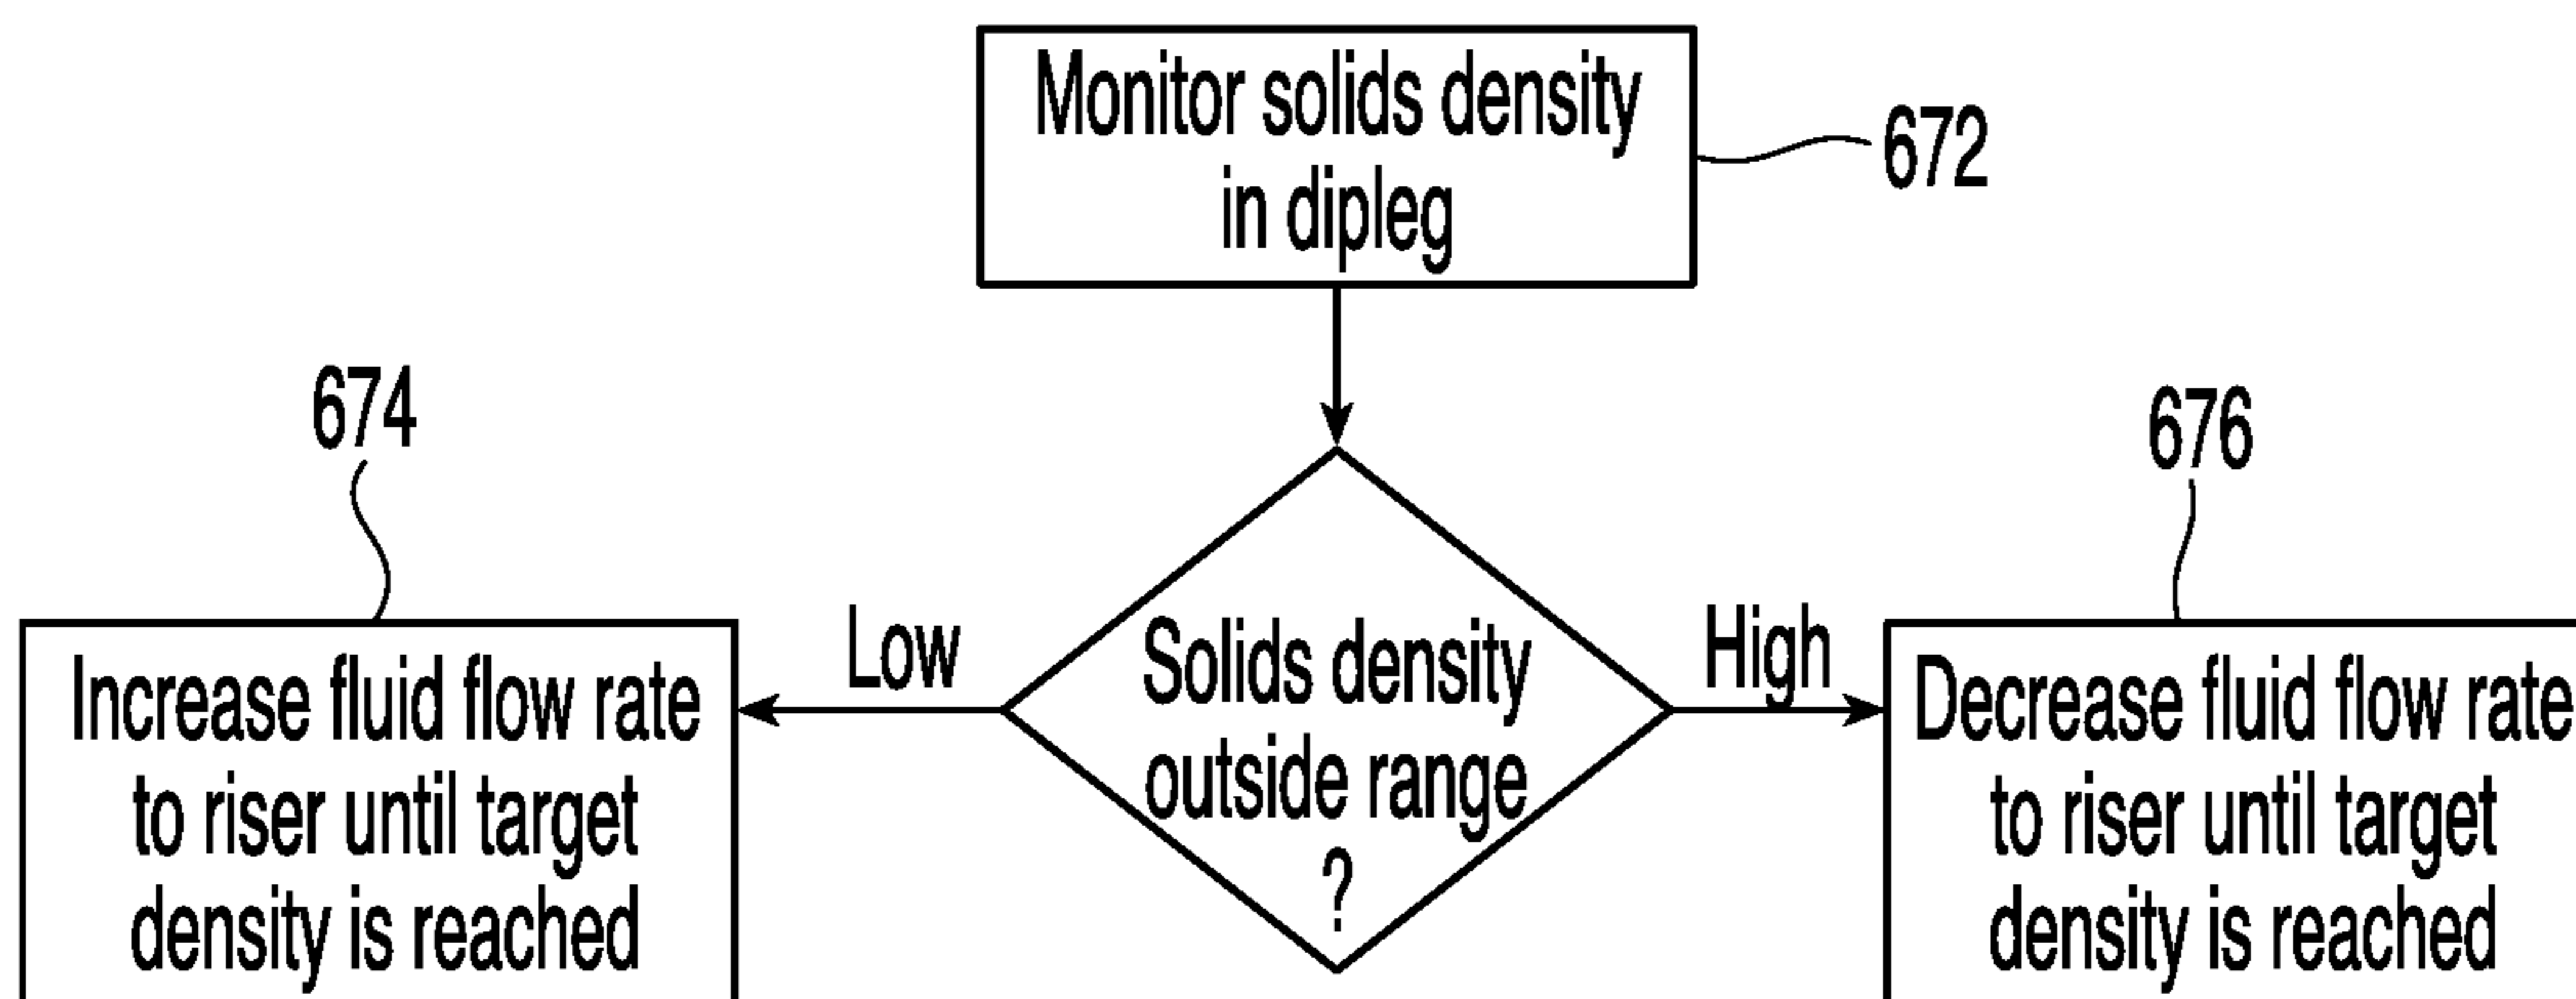 Monitor solids density
in dipleg
672
674
676
Low
High
Solids density
outside range
?
Increase fluid flow rate
to riser until target
density is reached
Decrease fluid flow rate
to riser until target
density is reached